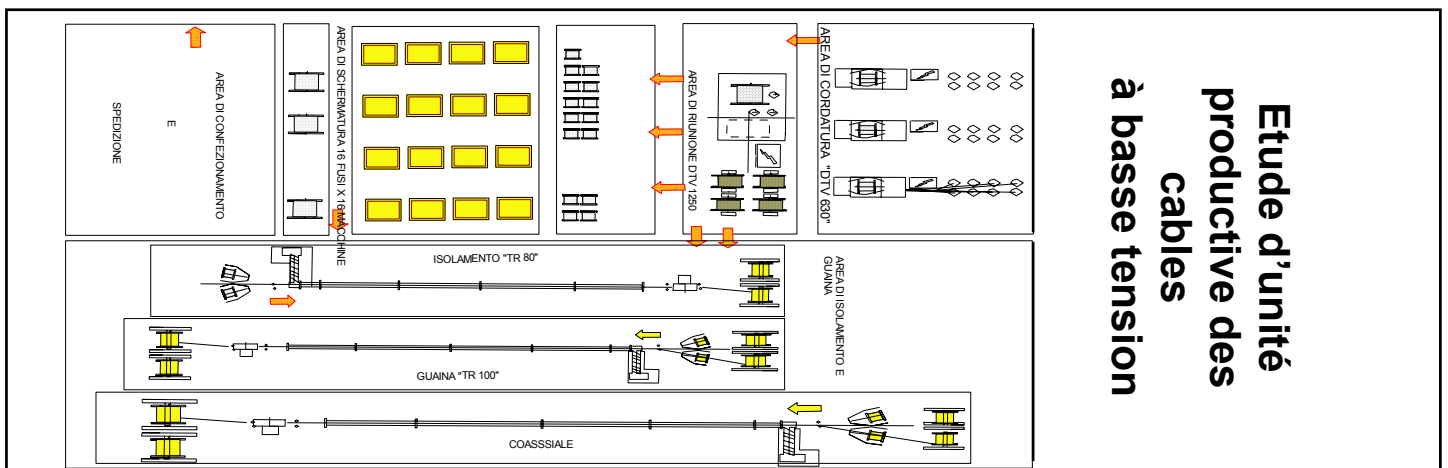 Etude d'unité
productive des
cables
à basse tension
AREA DI CORDATURA "DTV 630"
AREA DI RIUNIONE DTV 1250
AREA DI SCHERMATURA 16 FUSI X 16 MACCHINE
AREA DI CONFEZIONAMENTO
E
SPEDIZIONE
AREA DI ISOLAMENTO E
GUAINA
ISOLAMENTO "TR 80"
GUAINA "TR 100"
COASSSIALE